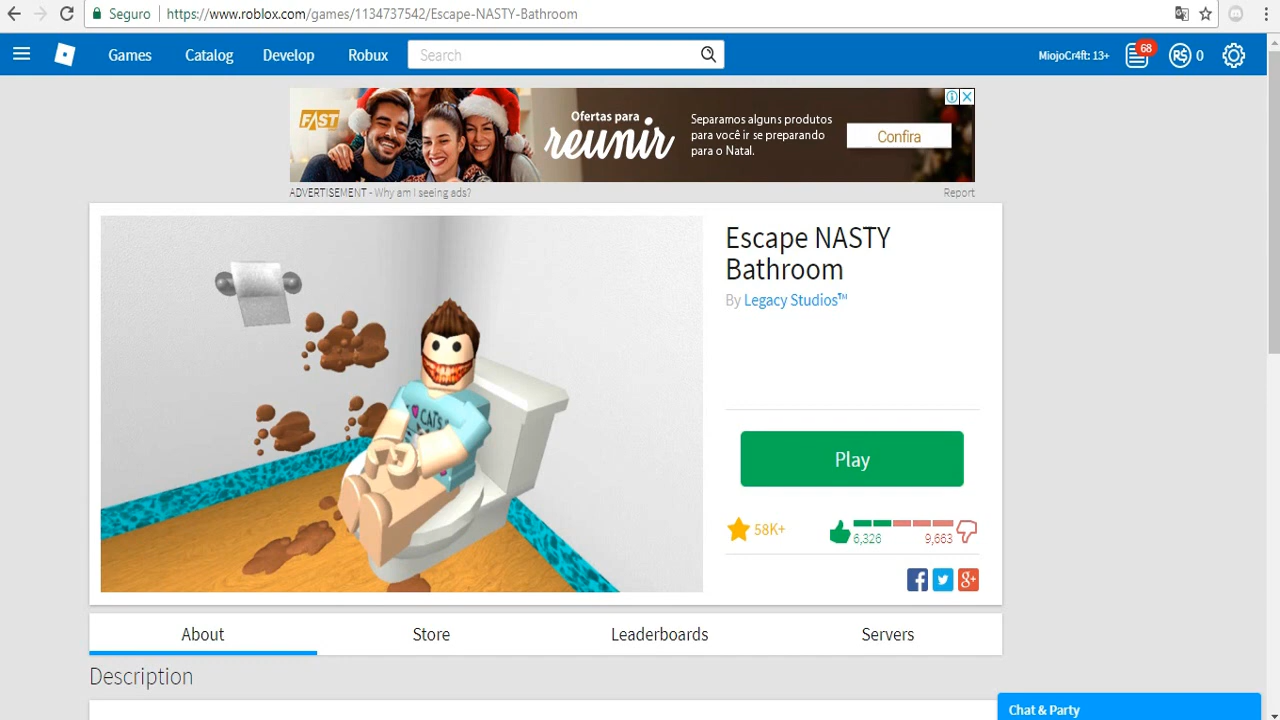 Seguro
https://www.roblox.com/games/1134737542/Escape-NASTY-Bathroom
Games
Catalog
Develop
Robux
Search
MiojoCr4ft: 13+
68
R$ 0
FAST
Ofertas para
reunir
Separamos alguns produtos
para você ir se preparando
para o Natal.
Confira
ADVERTISEMENT - Why am I seeing ads?
Report
Escape NASTY
Bathroom
By Legacy Studios™
I ♥ CATS
Play
58K+
6,326
9,663
About
Store
Leaderboards
Servers
Description
Chat & Party